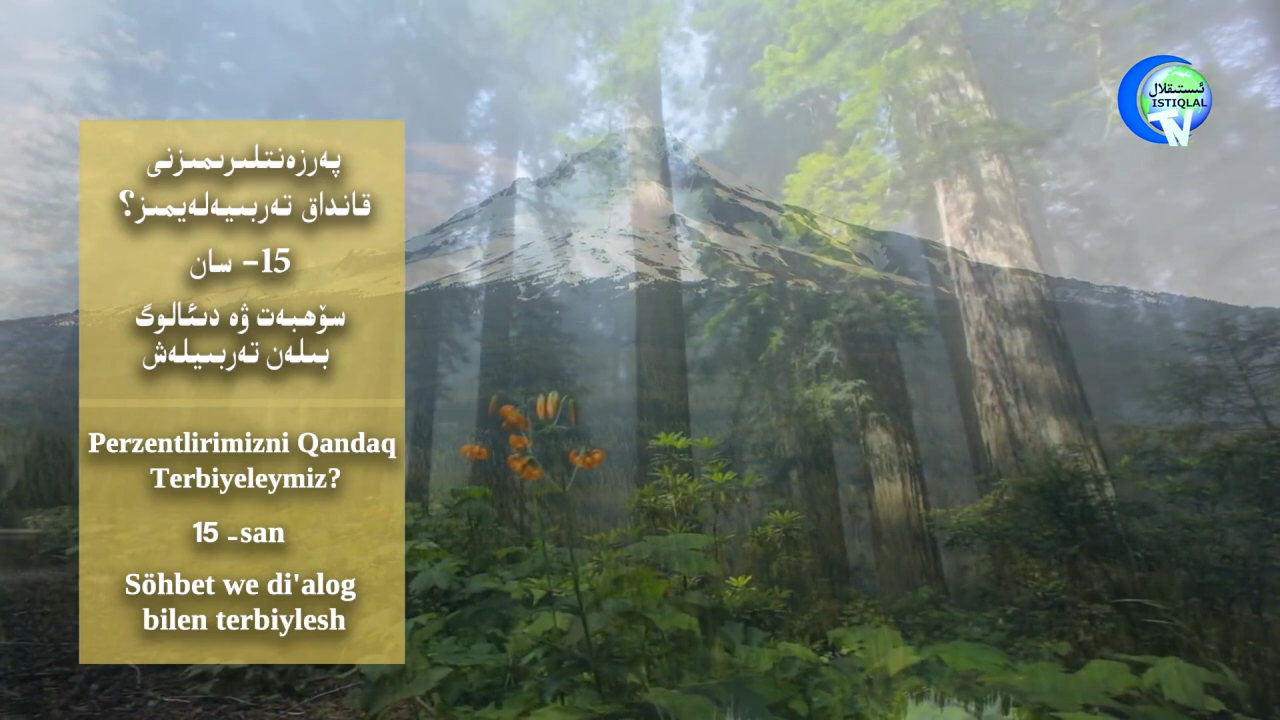 پەرزەنتلىرىمىزنى
قانداق تەربىيەلەيمىز؟
15- سان
سۆھبەت ۋە دىئالوگ
بىلەن تەربىيلەش
Perzentlirimizni Qandaq
Terbiyeleymiz?
15 -san
Söhbet we di'alog
bilen terbiylesh
ئىستىقلال
ISTIQLAL
TV